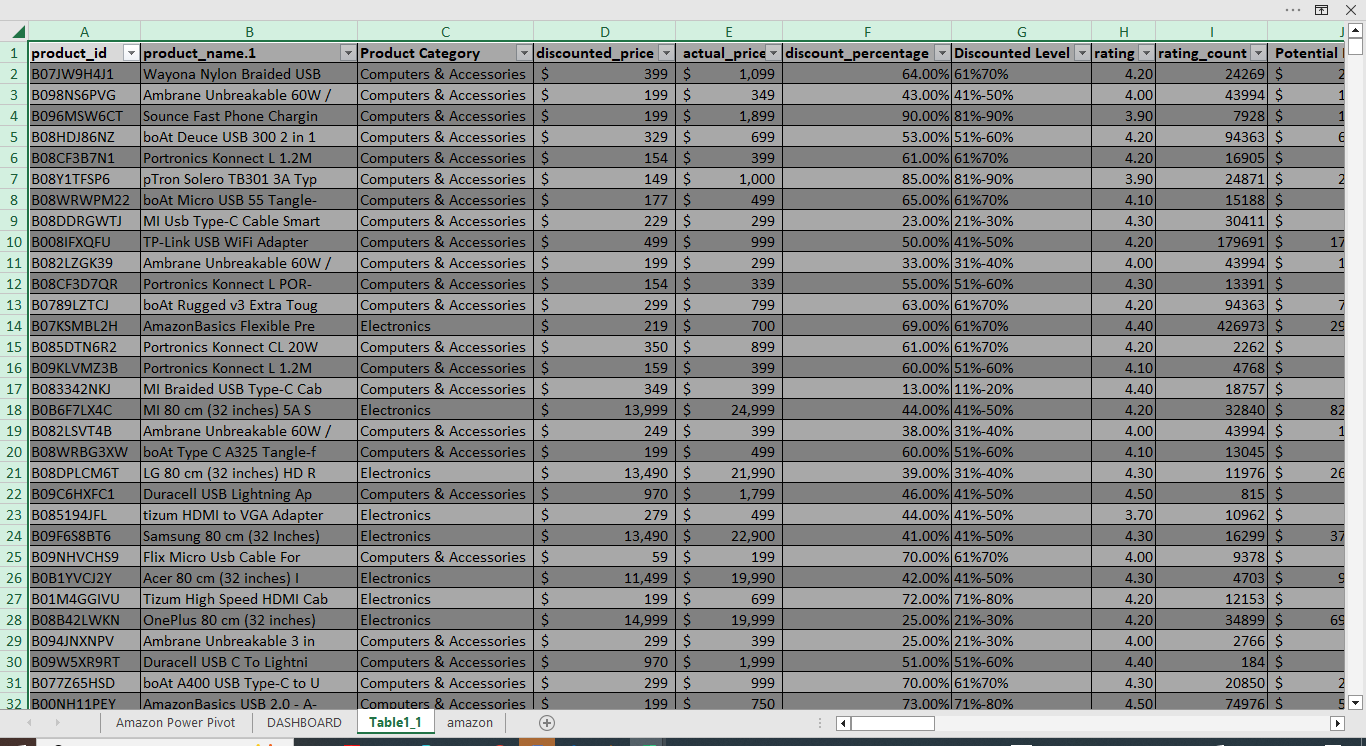 A B C D E F G H I J
1 product_id product_name.1 Product Category discounted_price actual_price discount_percentage Discounted Level rating rating_count Potential
2 B07JW9H4J1 Wayona Nylon Braided USB Computers & Accessories $ 399 $ 1,099 64.00% 61%70% 4.20 24269 $ 2
3 B098NS6PVG Ambrane Unbreakable 60W / Computers & Accessories $ 199 $ 349 43.00% 41%-50% 4.00 43994 $ 1
4 B096MSW6CT Sounce Fast Phone Chargin Computers & Accessories $ 199 $ 1,899 90.00% 81%-90% 3.90 7928 $ 1
5 B08HDJ86NZ boAt Deuce USB 300 2 in 1 Computers & Accessories $ 329 $ 699 53.00% 51%-60% 4.20 94363 $ 6
6 B08CF3B7N1 Portronics Konnect L 1.2M Computers & Accessories $ 154 $ 399 61.00% 61%70% 4.20 16905 $
7 B08Y1TFSP6 pTron Solero TB301 3A Typ Computers & Accessories $ 149 $ 1,000 85.00% 81%-90% 3.90 24871 $ 2
8 B08WRWPM22 boAt Micro USB 55 Tangle- Computers & Accessories $ 177 $ 499 65.00% 61%70% 4.10 15188 $
9 B08DDRGWTJ MI Usb Type-C Cable Smart Computers & Accessories $ 229 $ 299 23.00% 21%-30% 4.30 30411 $
10 B008IFXQFU TP-Link USB WiFi Adapter Computers & Accessories $ 499 $ 999 50.00% 41%-50% 4.20 179691 $ 17
11 B082LZGK39 Ambrane Unbreakable 60W / Computers & Accessories $ 199 $ 299 33.00% 31%-40% 4.00 43994 $ 1
12 B08CF3D7QR Portronics Konnect L POR- Computers & Accessories $ 154 $ 339 55.00% 51%-60% 4.30 13391 $
13 B0789LZTCJ boAt Rugged v3 Extra Toug Computers & Accessories $ 299 $ 799 63.00% 61%70% 4.20 94363 $ 7
14 B07KSMBL2H AmazonBasics Flexible Pre Electronics $ 219 $ 700 69.00% 61%70% 4.40 426973 $ 29
15 B085DTN6R2 Portronics Konnect CL 20W Computers & Accessories $ 350 $ 899 61.00% 61%70% 4.20 2262 $
16 B09KLVMZ3B Portronics Konnect L 1.2M Computers & Accessories $ 159 $ 399 60.00% 51%-60% 4.10 4768 $
17 B083342NKJ MI Braided USB Type-C Cab Computers & Accessories $ 349 $ 399 13.00% 11%-20% 4.40 18757 $
18 B0B6F7LX4C MI 80 cm (32 inches) 5A S Electronics $ 13,999 $ 24,999 44.00% 41%-50% 4.20 32840 $ 82
19 B082LSVT4B Ambrane Unbreakable 60W / Computers & Accessories $ 249 $ 399 38.00% 31%-40% 4.00 43994 $ 1
20 B08WRBG3XW boAt Type C A325 Tangle-f Computers & Accessories $ 199 $ 499 60.00% 51%-60% 4.10 13045 $
21 B08DPLCM6T LG 80 cm (32 inches) HD R Electronics $ 13,490 $ 21,990 39.00% 31%-40% 4.30 11976 $ 26
22 B09C6HXFC1 Duracell USB Lightning Ap Computers & Accessories $ 970 $ 1,799 46.00% 41%-50% 4.50 815 $
23 B085194JFL tizum HDMI to VGA Adapter Electronics $ 279 $ 499 44.00% 41%-50% 3.70 10962 $
24 B09F6S8BT6 Samsung 80 cm (32 Inches) Electronics $ 13,490 $ 22,900 41.00% 41%-50% 4.30 16299 $ 37
25 B09NHVCHS9 Flix Micro Usb Cable For Computers & Accessories $ 59 $ 199 70.00% 61%70% 4.00 9378 $
26 B0B1YVCJ2Y Acer 80 cm (32 inches) I Electronics $ 11,499 $ 19,990 42.00% 41%-50% 4.30 4703 $ 9
27 B01M4GGIVU Tizum High Speed HDMI Cab Electronics $ 199 $ 699 72.00% 71%-80% 4.20 12153 $
28 B08B42LWKN OnePlus 80 cm (32 inches) Electronics $ 14,999 $ 19,999 25.00% 21%-30% 4.20 34899 $ 69
29 B094JNXNPV Ambrane Unbreakable 3 in Computers & Accessories $ 299 $ 399 25.00% 21%-30% 4.00 2766 $
30 B09W5XR9RT Duracell USB C To Lightni Computers & Accessories $ 970 $ 1,999 51.00% 51%-60% 4.40 184 $
31 B077Z65HSD boAt A400 USB Type-C to U Computers & Accessories $ 299 $ 999 70.00% 61%70% 4.30 20850 $ 2
32 B00NH11PEY AmazonBasics USB 2.0 - A- Computers & Accessories $ 199 $ 750 73.00% 71%-80% 4.50 74976 $ 5
Amazon Power Pivot DASHBOARD Table1_1 amazon